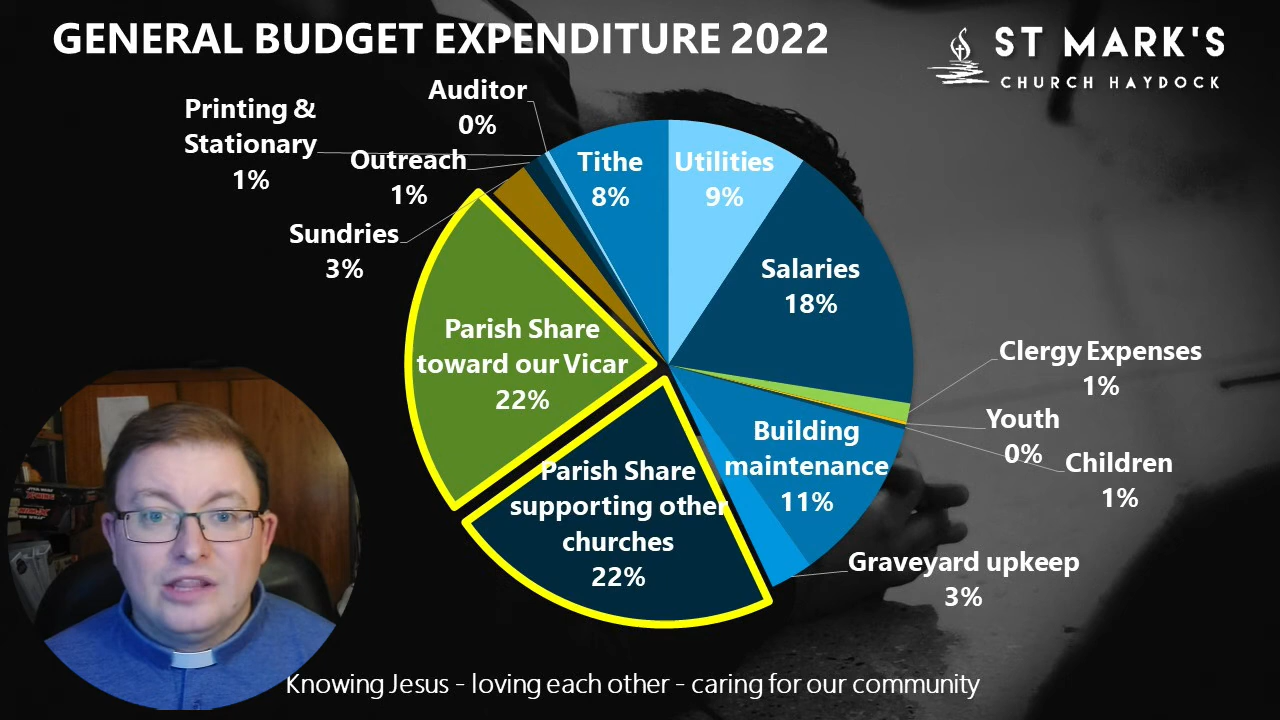 GENERAL BUDGET EXPENDITURE 2022
ST MARK'S
CHURCH HAYDOCK
Auditor
0%
Printing &
Stationary
1%
Outreach
1%
Sundries
3%
Tithe
8%
Utilities
9%
Salaries
18%
Clergy Expenses
1%
Youth
0%
Children
1%
Building
maintenance
11%
Graveyard upkeep
3%
Parish Share
toward our Vicar
22%
Parish Share
supporting other
churches
22%
Knowing Jesus - loving each other - caring for our community